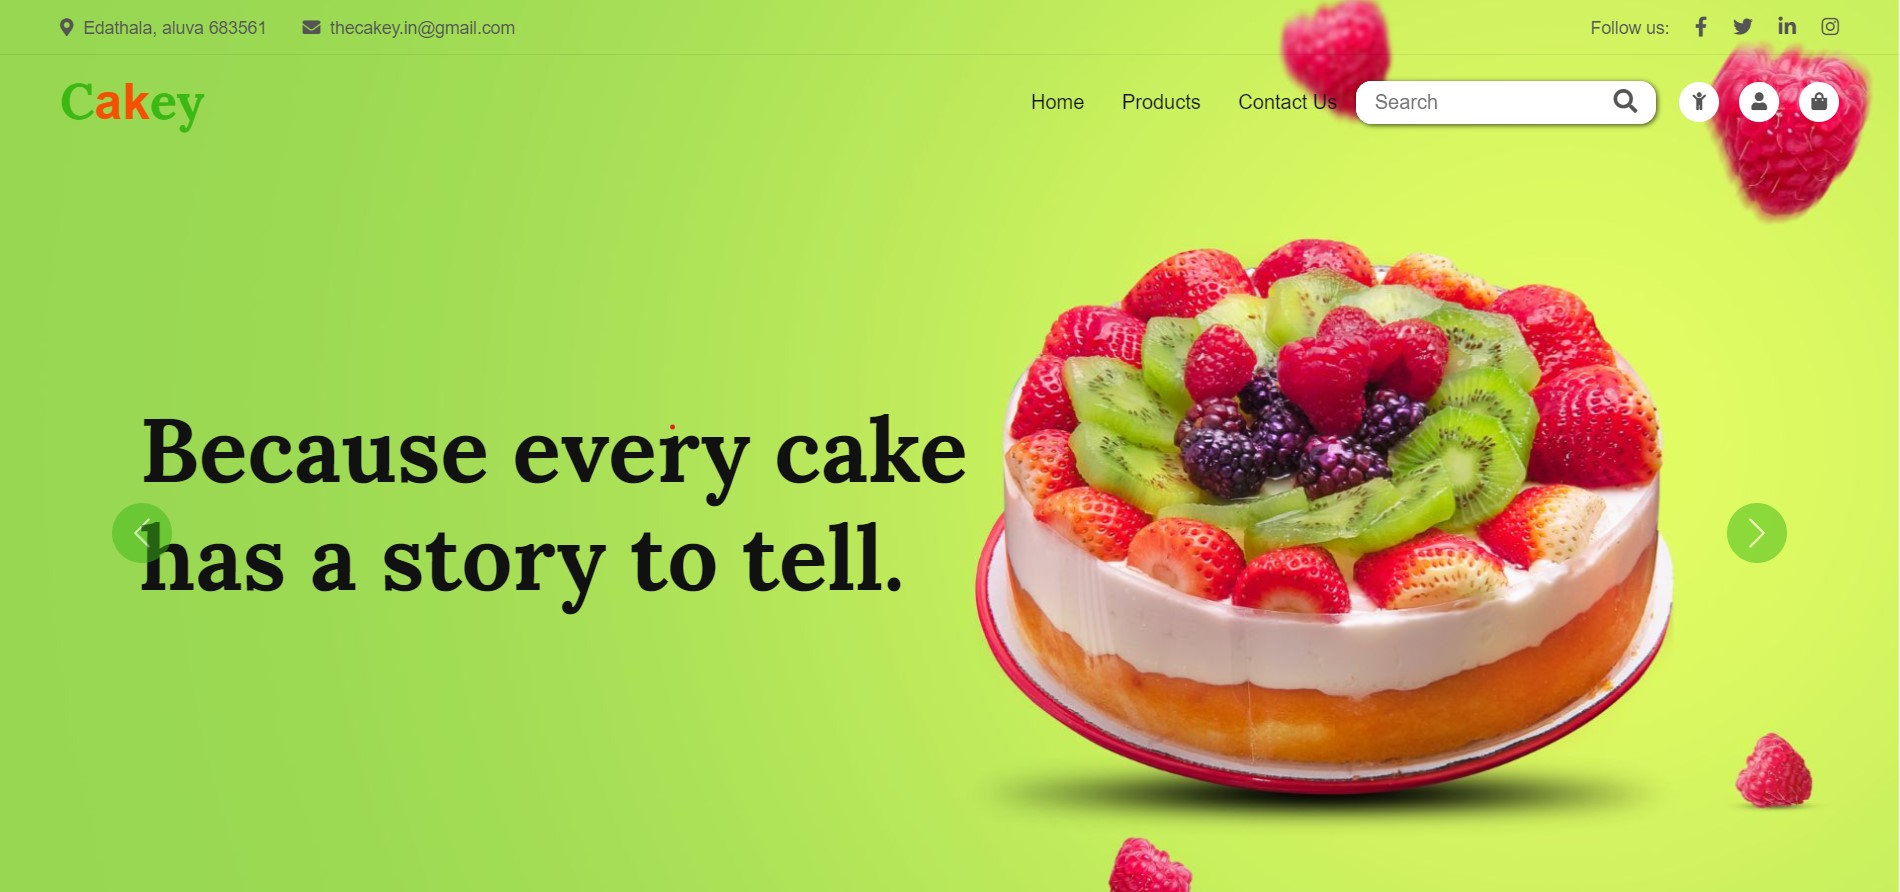 Edathala, aluva 683561
thecakey.in@gmail.com
Follow us:
Cakey
Home
Products
Contact Us
Search
Because every cake
has a story to tell.